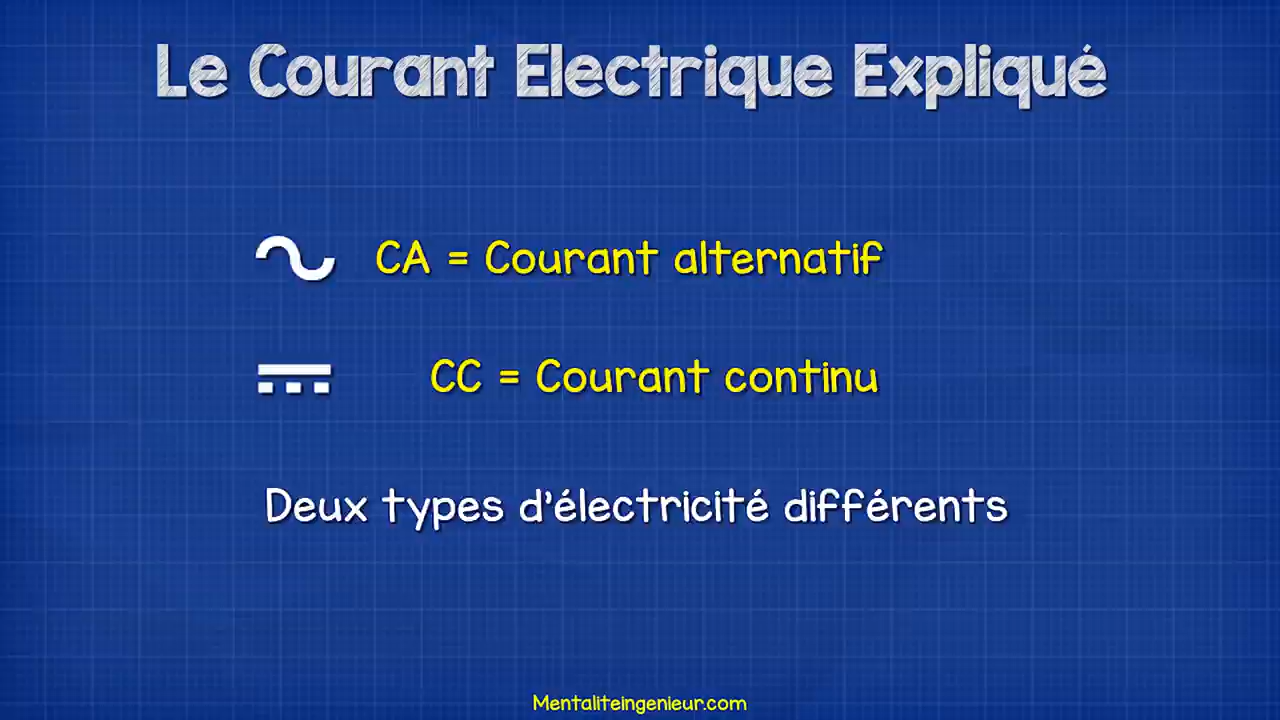 Le Courant Electrique Expliqué
CA = Courant alternatif
CC = Courant continu
Deux types d'électricité différents
Mentaliteingenieur.com